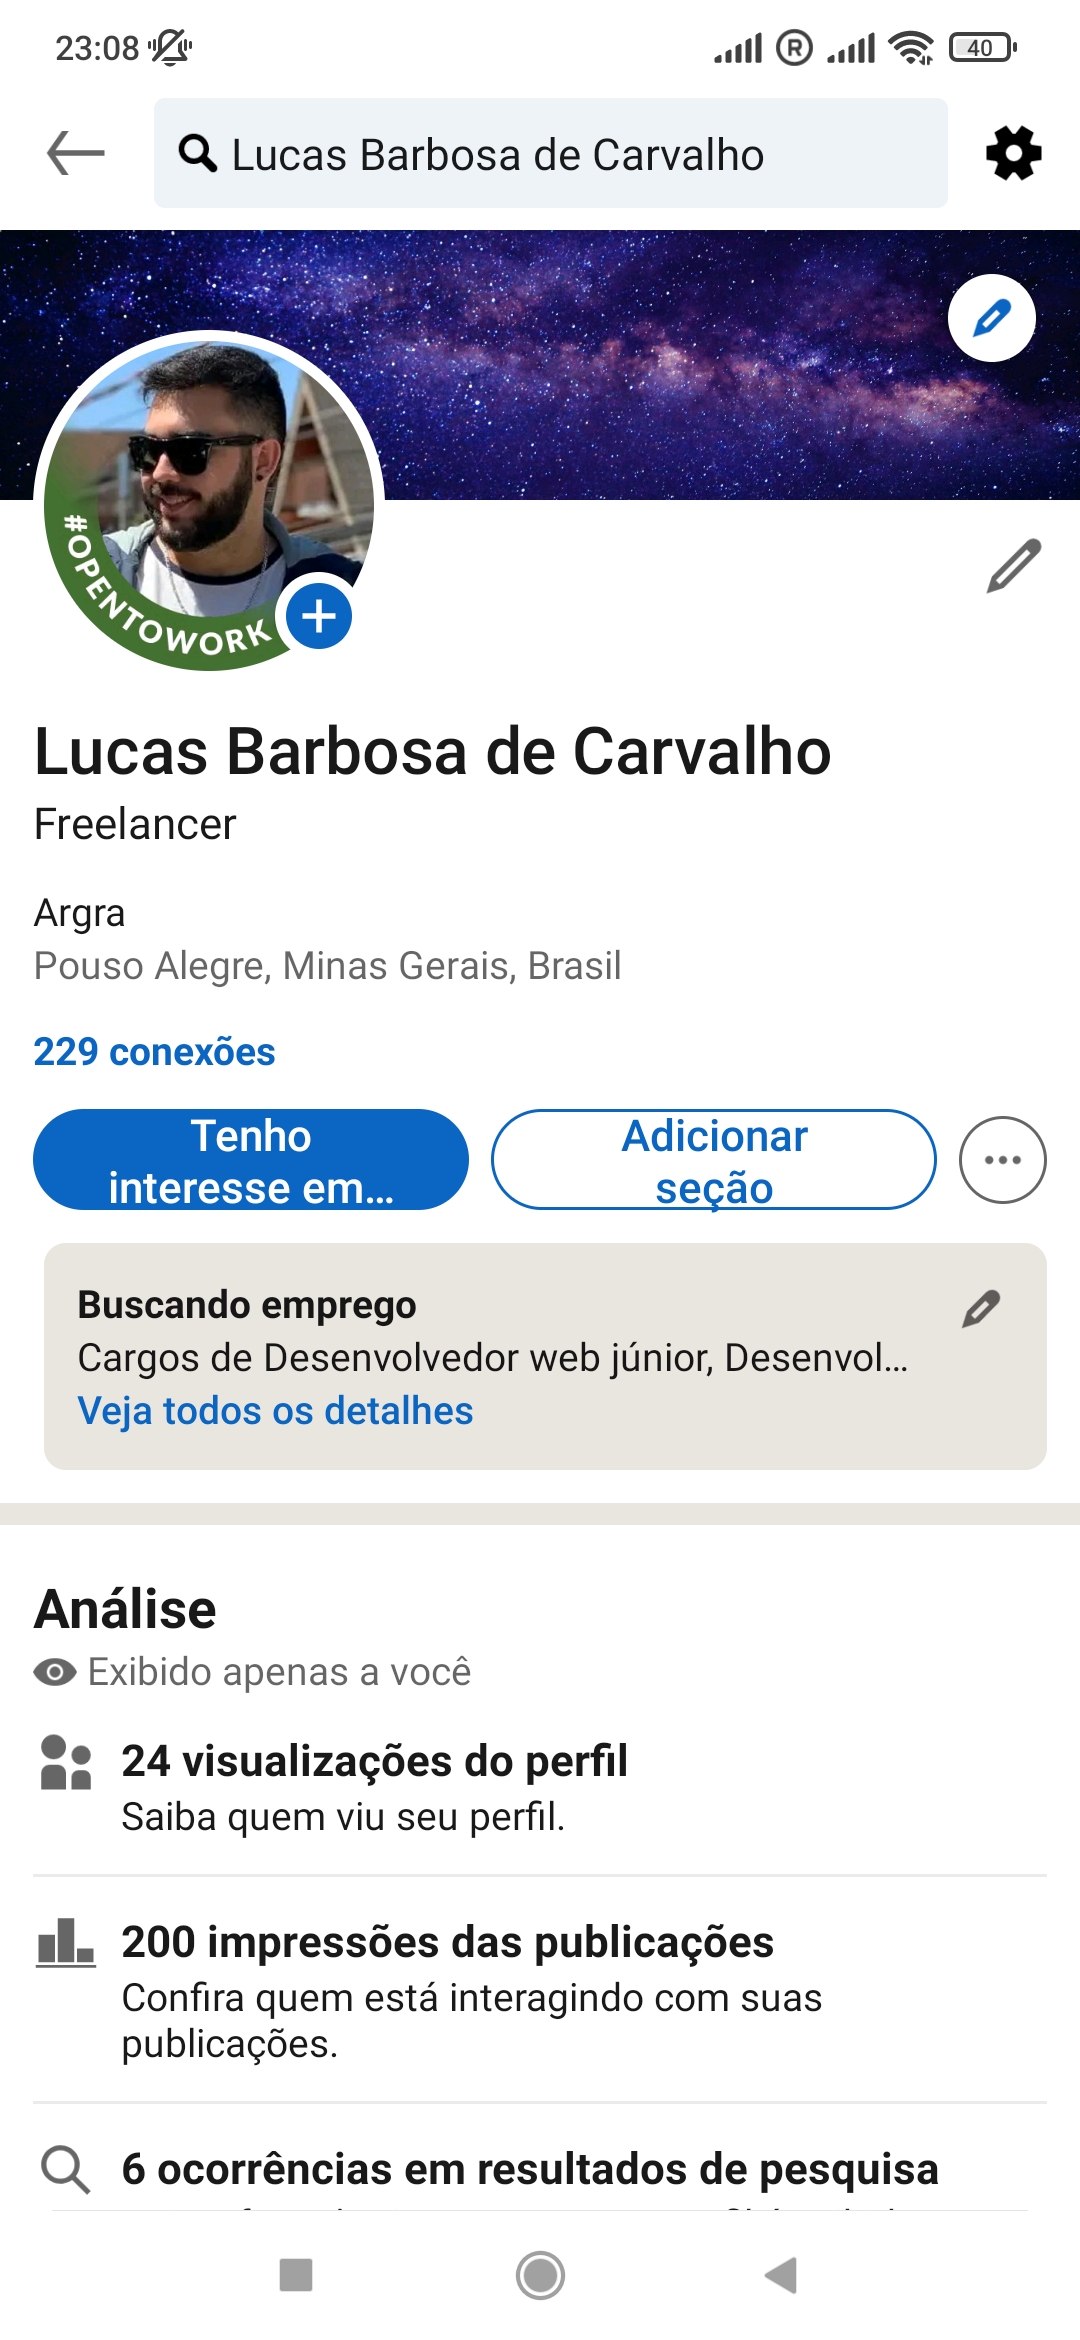 23:08
R
40
Lucas Barbosa de Carvalho
#OPENTOWORK
Lucas Barbosa de Carvalho
Freelancer
Argra
Pouso Alegre, Minas Gerais, Brasil
229 conexões
Tenho
interesse em...
Adicionar
seção
Buscando emprego
Cargos de Desenvolvedor web júnior, Desenvol...
Veja todos os detalhes
Análise
Exibido apenas a você
24 visualizações do perfil
Saiba quem viu seu perfil.
200 impressões das publicações
Confira quem está interagindo com suas
publicações.
6 ocorrências em resultados de pesquisa